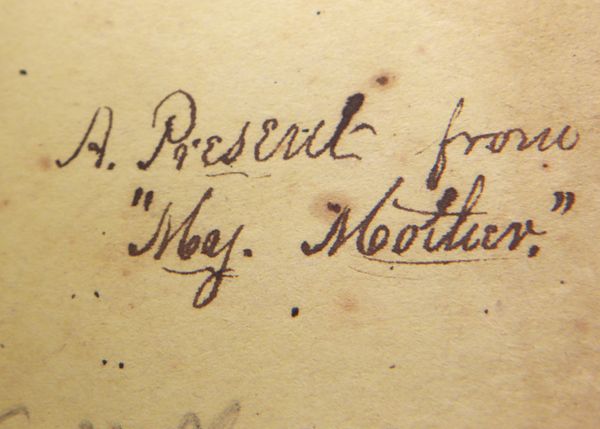 A. Present from
"My. Mother."